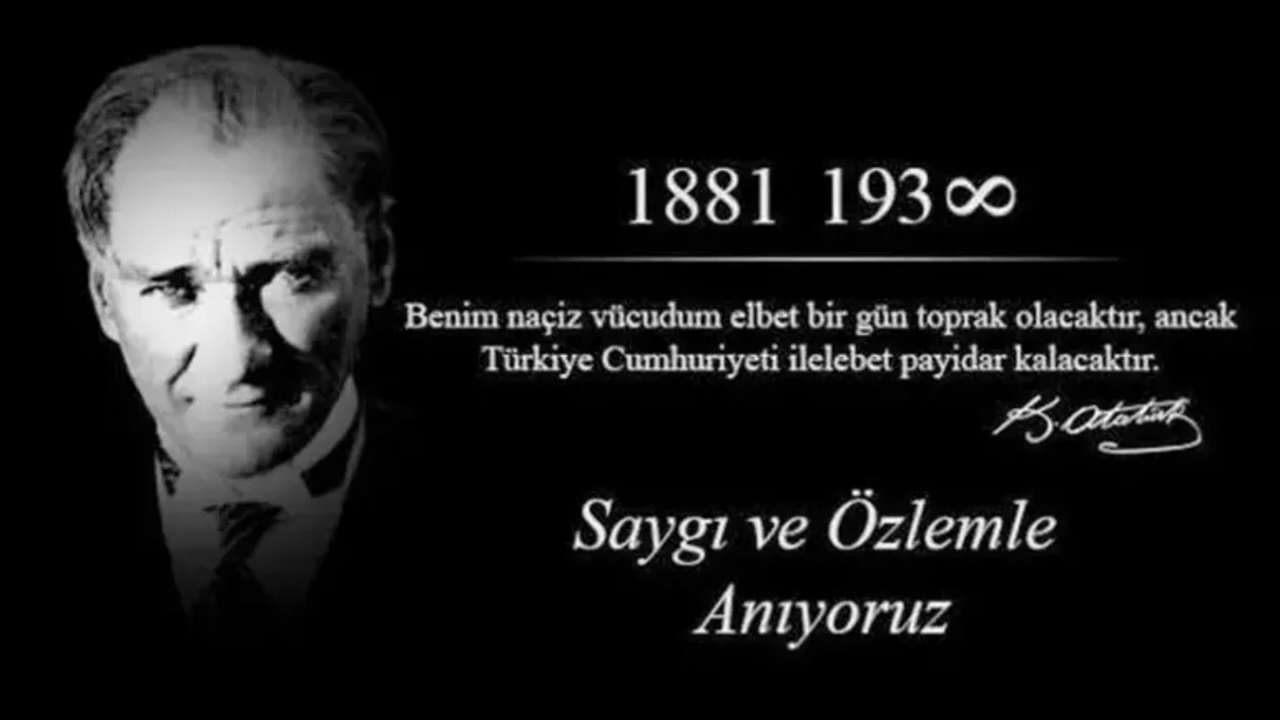 1881 193∞
Benim naçiz vücudum elbet bir gün toprak olacaktır, ancak
Türkiye Cumhuriyeti ilelebet payidar kalacaktır.
K. Atatürk
Saygı ve Özlemle
Anıyoruz